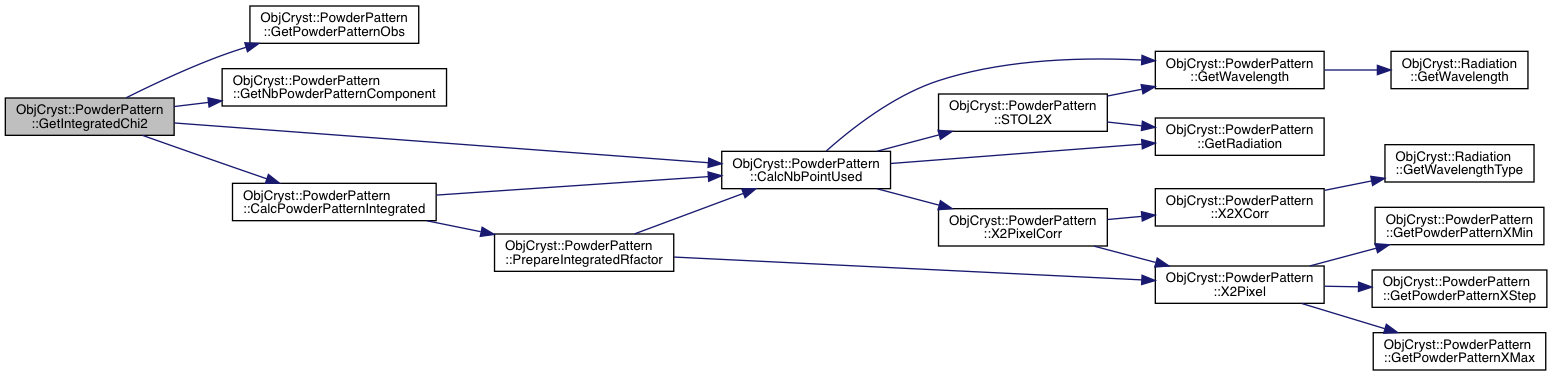 ObjCryst::PowderPattern
::GetIntegratedChi2
ObjCryst::PowderPattern
::GetPowderPatternObs
ObjCryst::PowderPattern
::GetNbPowderPatternComponent
ObjCryst::PowderPattern
::CalcPowderPatternIntegrated
ObjCryst::PowderPattern
::PrepareIntegratedRfactor
ObjCryst::PowderPattern
::CalcNbPointUsed
ObjCryst::PowderPattern
::STOL2X
ObjCryst::PowderPattern
::X2PixelCorr
ObjCryst::PowderPattern
::GetWavelength
ObjCryst::PowderPattern
::GetRadiation
ObjCryst::PowderPattern
::X2XCorr
ObjCryst::PowderPattern
::X2Pixel
ObjCryst::Radiation
::GetWavelength
ObjCryst::Radiation
::GetWavelengthType
ObjCryst::PowderPattern
::GetPowderPatternXMin
ObjCryst::PowderPattern
::GetPowderPatternXStep
ObjCryst::PowderPattern
::GetPowderPatternXMax